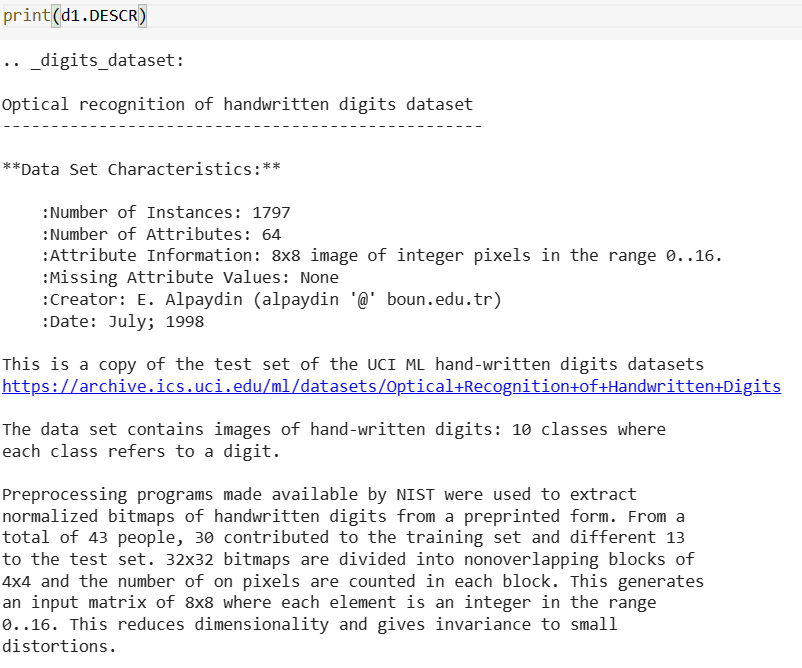 print(d1.DESCR)
.. _digits_dataset:
Optical recognition of handwritten digits dataset
--------------------------------------------------
**Data Set Characteristics:**
:Number of Instances: 1797
:Number of Attributes: 64
:Attribute Information: 8x8 image of integer pixels in the range 0..16.
:Missing Attribute Values: None
:Creator: E. Alpaydin (alpaydin '@' boun.edu.tr)
:Date: July; 1998
This is a copy of the test set of the UCI ML hand-written digits datasets
https://archive.ics.uci.edu/ml/datasets/Optical+Recognition+of+Handwritten+Digits
The data set contains images of hand-written digits: 10 classes where
each class refers to a digit.
Preprocessing programs made available by NIST were used to extract
normalized bitmaps of handwritten digits from a preprinted form. From a
total of 43 people, 30 contributed to the training set and different 13
to the test set. 32x32 bitmaps are divided into nonoverlapping blocks of
4x4 and the number of on pixels are counted in each block. This generates
an input matrix of 8x8 where each element is an integer in the range
0..16. This reduces dimensionality and gives invariance to small
distortions.